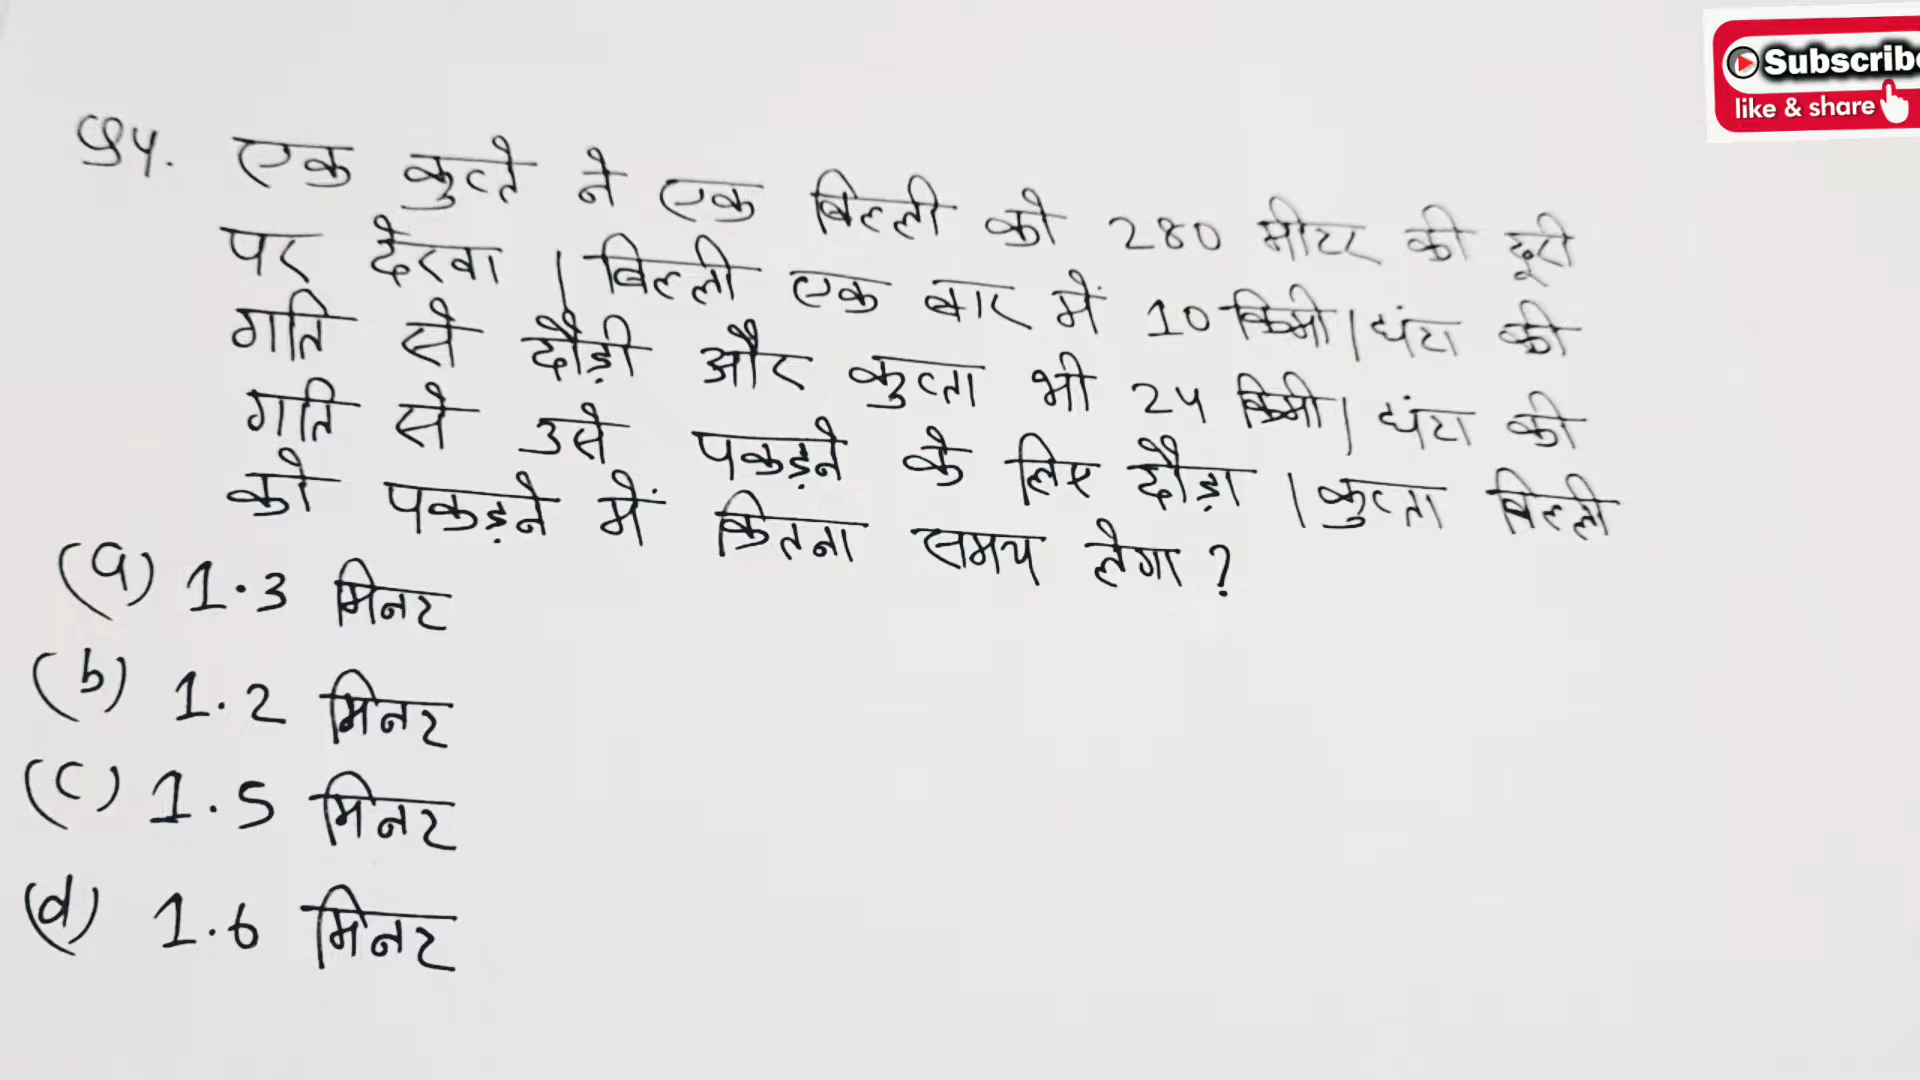 Subscribe
like & share
Q4. एक कुत्ते ने एक बिल्ली को 280 मीटर की दूरी
पर देखा । बिल्ली एक बार में 10 किमी/घंटा की
गति से दौड़ी और कुत्ता भी 24 किमी/घंटा की
गति से उसे पकड़ने के लिए दौड़ा । कुत्ता बिल्ली
को पकड़ने में कितना समय लेगा ?
(a) 1.3 मिनट
(b) 1.2 मिनट
(c) 1.5 मिनट
(d) 1.6 मिनट